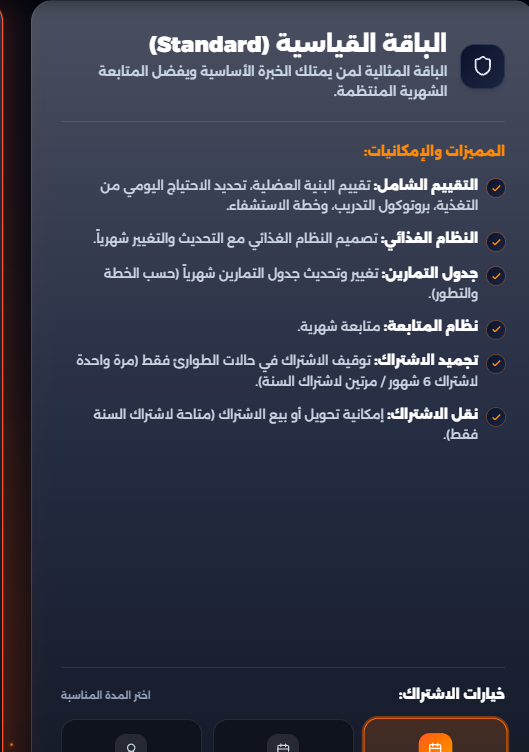 الباقة القياسية (Standard)
الباقة المثالية لمن يمتلك الخبرة الأساسية ويفضل المتابعة
الشهرية المنتظمة.
المميزات والإمكانيات:
التقييم الشامل: تقييم البنية العضلية، تحديد الاحتياج اليومي من
التغذية، بروتوكول التدريب، وخطة الاستشفاء.
النظام الغذائي: تصميم النظام الغذائي مع التحديث والتغيير شهرياً.
جدول التمارين: تغيير وتحديث جدول التمارين شهرياً (حسب الخطة
والتطور).
نظام المتابعة: متابعة شهرية.
تجميد الاشتراك: توقيف الاشتراك في حالات الطوارئ فقط (مرة واحدة
لاشتراك 6 شهور / مرتين لاشتراك السنة).
نقل الاشتراك: إمكانية تحويل أو بيع الاشتراك (متاحة لاشتراك السنة
فقط).
خيارات الاشتراك:
اختر المدة المناسبة